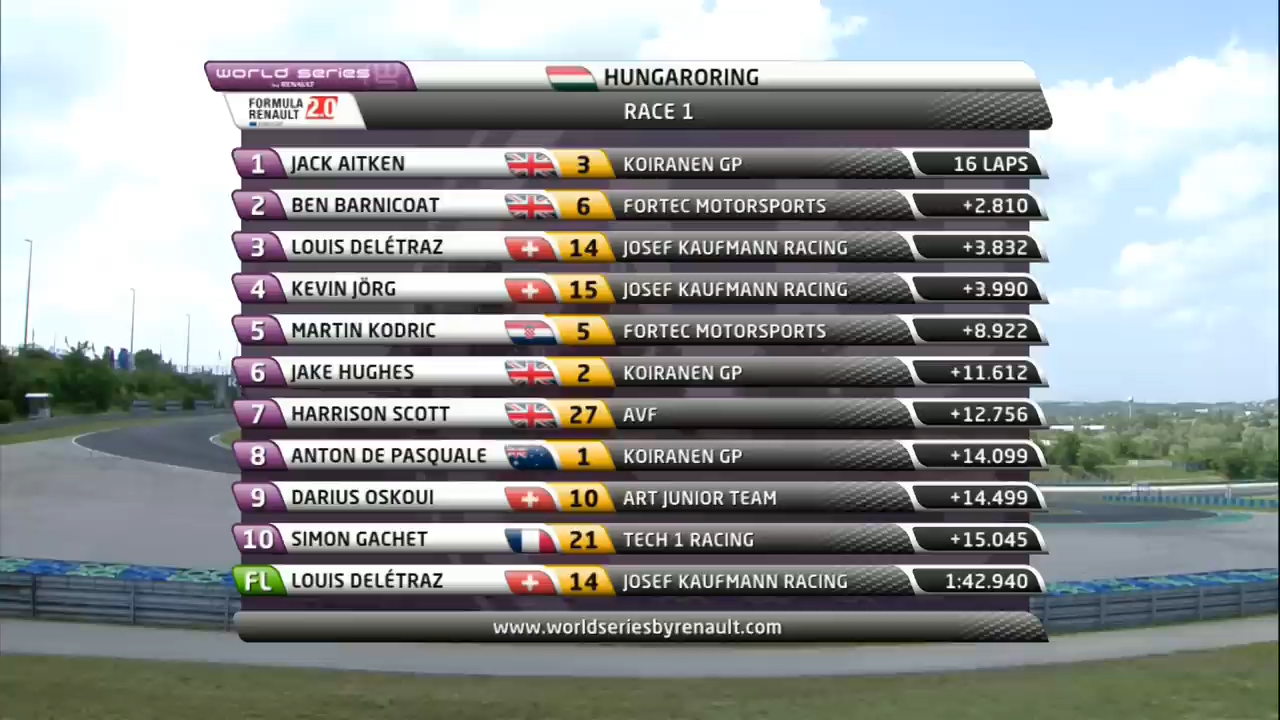 world series
by RENAULT
HUNGARORING
FORMULA
RENAULT 2.0
RACE 1
1 JACK AITKEN 3 KOIRANEN GP 16 LAPS
2 BEN BARNICOAT 6 FORTEC MOTORSPORTS +2.810
3 LOUIS DELÉTRAZ 14 JOSEF KAUFMANN RACING +3.832
4 KEVIN JÖRG 15 JOSEF KAUFMANN RACING +3.990
5 MARTIN KODRIC 5 FORTEC MOTORSPORTS +8.922
6 JAKE HUGHES 2 KOIRANEN GP +11.612
7 HARRISON SCOTT 27 AVF +12.756
8 ANTON DE PASQUALE 1 KOIRANEN GP +14.099
9 DARIUS OSKOUI 10 ART JUNIOR TEAM +14.499
10 SIMON GACHET 21 TECH 1 RACING +15.045
FL LOUIS DELÉTRAZ 14 JOSEF KAUFMANN RACING 1:42.940
www.worldseriesbyrenault.com